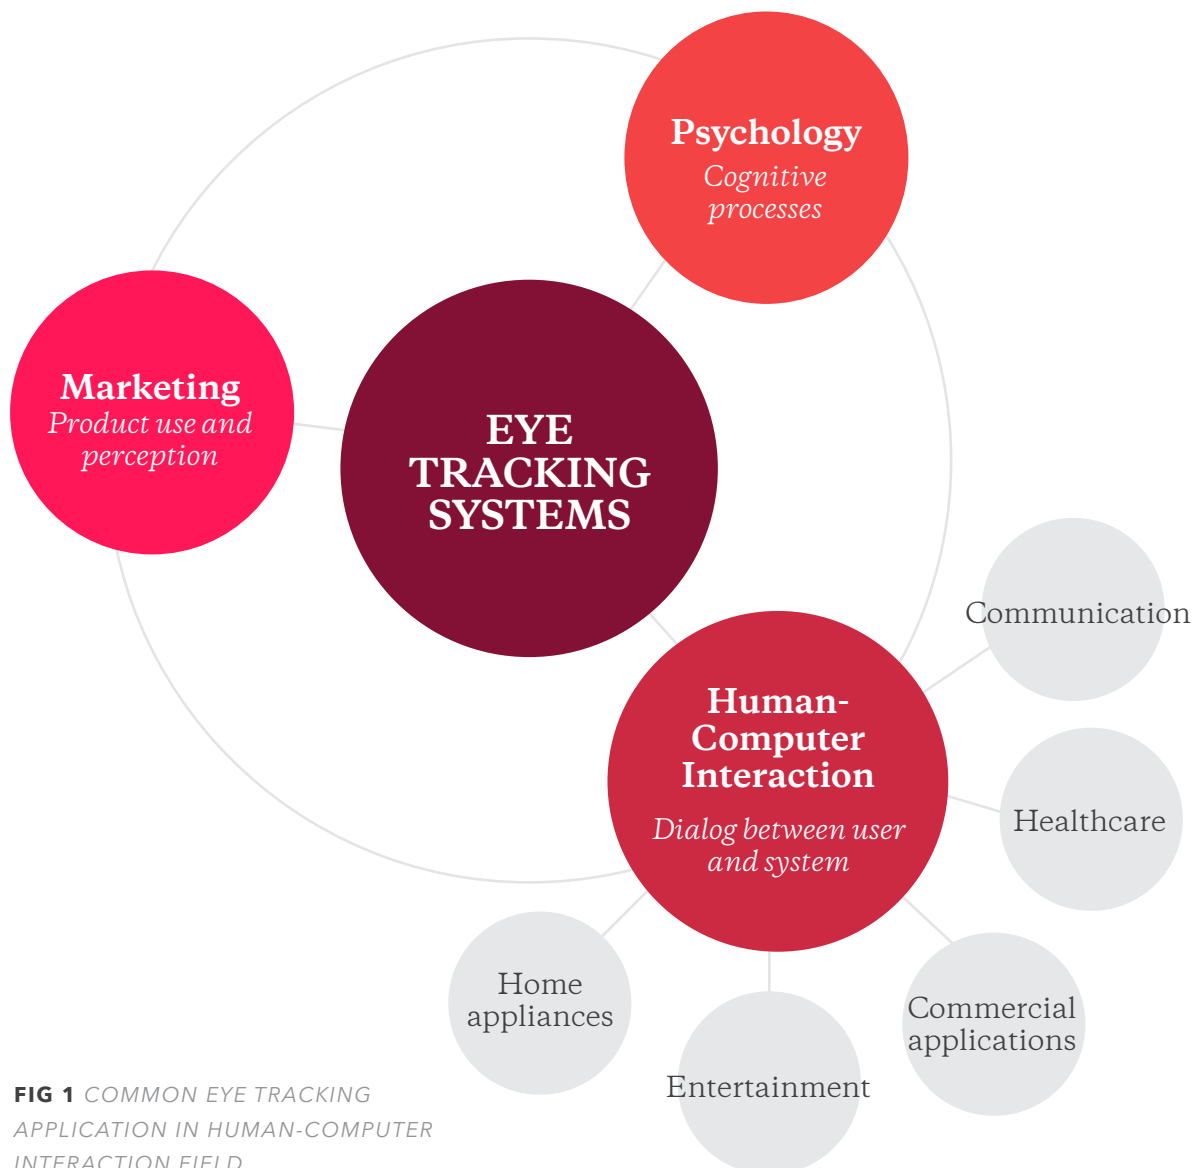 Psychology
Cognitive
processes
Marketing
Product use and
perception
EYE
TRACKING
SYSTEMS
Communication
Human-
Computer
Interaction
Dialog between user
and system
Healthcare
Home
appliances
Commercial
applications
Entertainment
FIG 1 COMMON EYE TRACKING
APPLICATION IN HUMAN-COMPUTER
INTERACTION FIELD